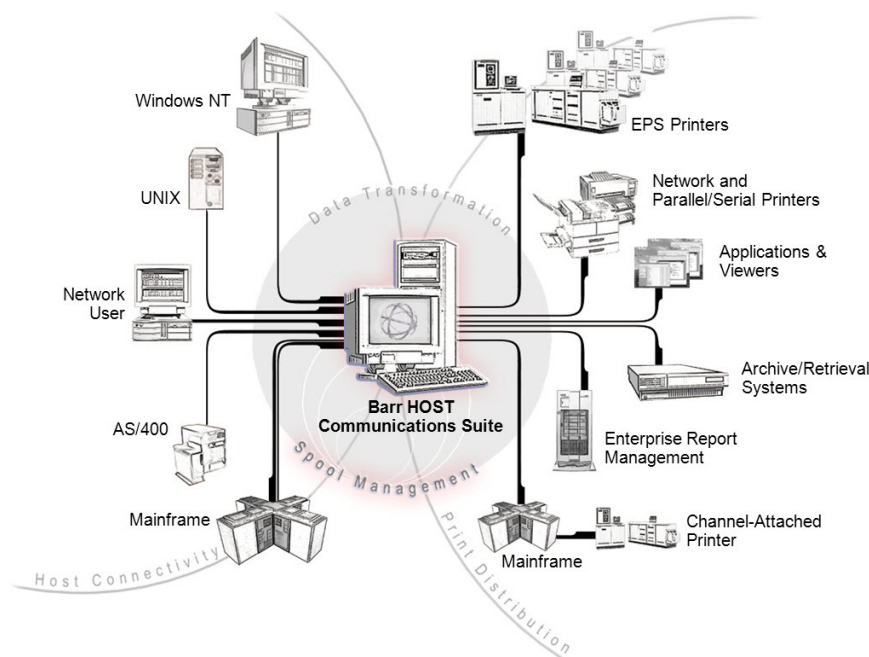 Windows NT
EPS Printers
UNIX
Data Transformation
Network and
Parallel/Serial Printers
Applications &
Viewers
Network
User
Archive/Retrieval
Systems
Barr HOST
Communications Suite
AS/400
Enterprise Report
Management
Spool Management
Mainframe
Channel-Attached
Printer
Mainframe
Host Connectivity
Print Distribution